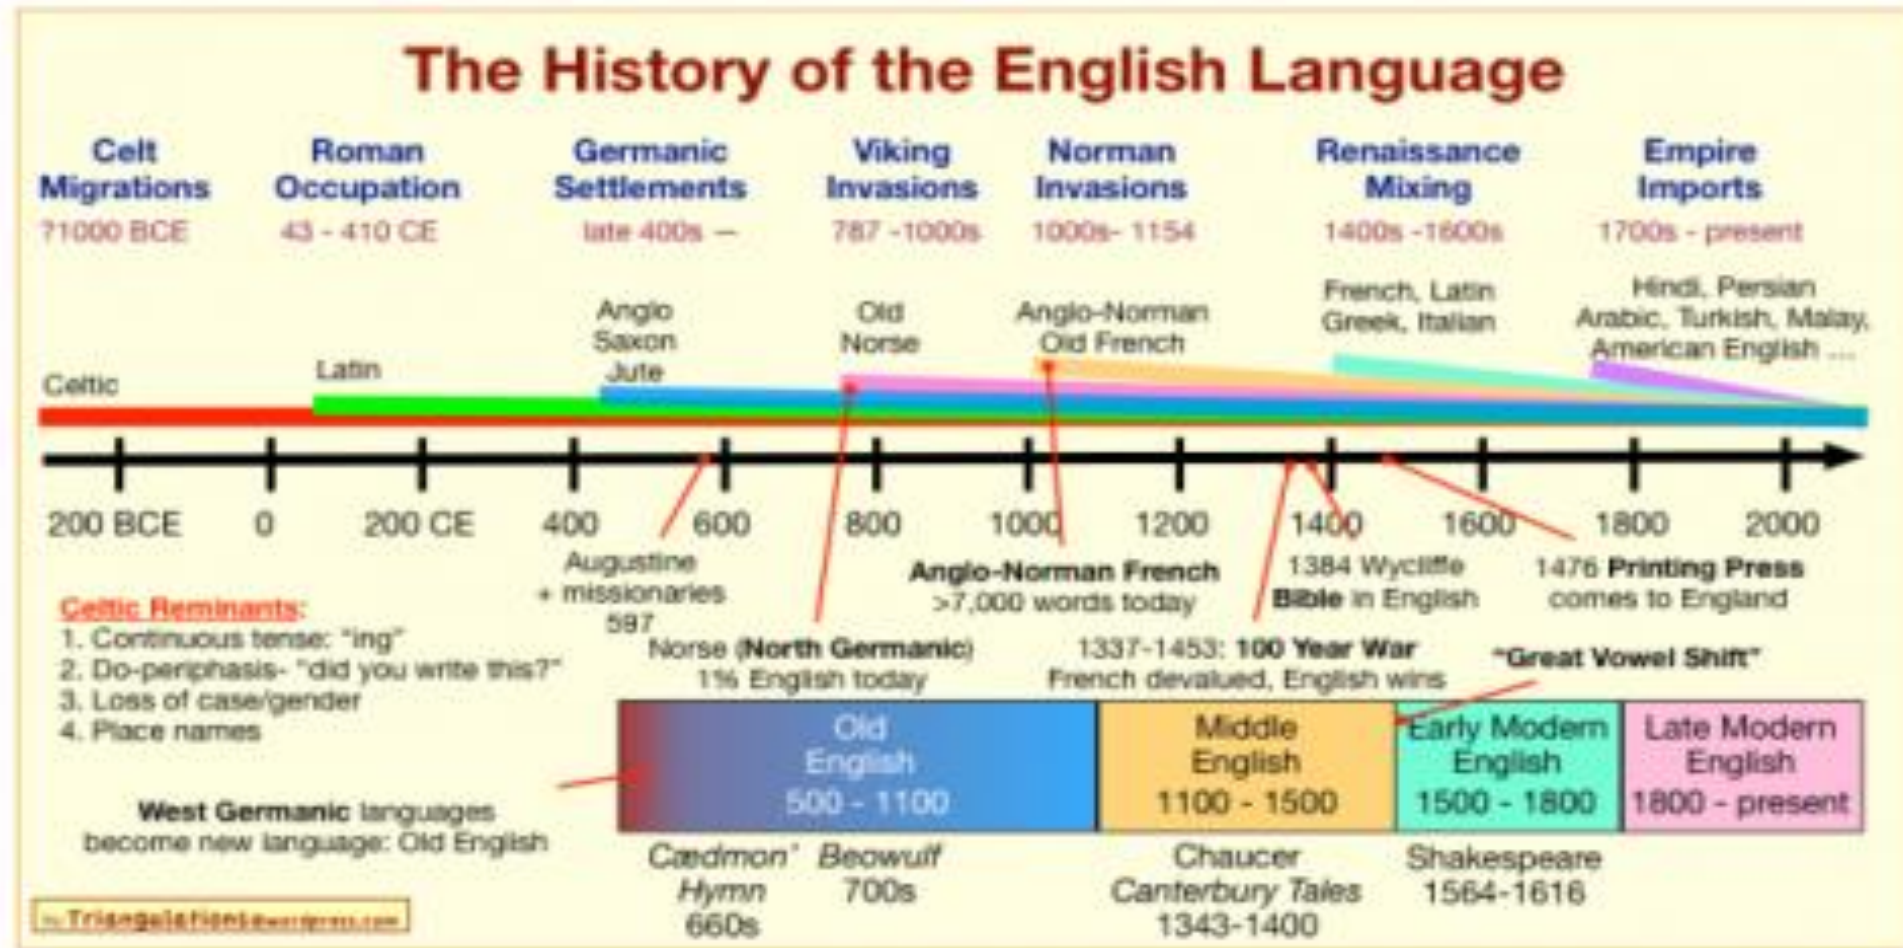 The History of the English Language
Celt
Migrations
?1000 BCE
Roman
Occupation
43 - 410 CE
Germanic
Settlements
late 400s –
Viking
Invasions
787 -1000s
Norman
Invasions
1000s- 1154
Renaissance
Mixing
1400s -1600s
Empire
Imports
1700s - present
Celtic
Latin
Anglo
Saxon
Jute
Old
Norse
Anglo-Norman
Old French
French, Latin
Greek, Italian
Hindi, Persian
Arabic, Turkish, Malay,
American English ...
200 BCE 0 200 CE 400 600 800 1000 1200 1400 1600 1800 2000
Augustine
+ missionaries
597
Norse (North Germanic)
1% English today
Anglo-Norman French
>7,000 words today
1337-1453: 100 Year War
French devalued, English wins
1384 Wycliffe
Bible in English
1476 Printing Press
comes to England
"Great Vowel Shift"
Celtic Reminants:
1. Continuous tense: "ing"
2. Do-periphasis- "did you write this?"
3. Loss of case/gender
4. Place names
West Germanic languages
become new language: Old English
Old
English
500 - 1100
Middle
English
1100 - 1500
Early Modern
English
1500 - 1800
Late Modern
English
1800 - present
Cædmon'
Hymn
660s
Beowulf
700s
Chaucer
Canterbury Tales
1343-1400
Shakespeare
1564-1616
Triangulations.wordpress.com